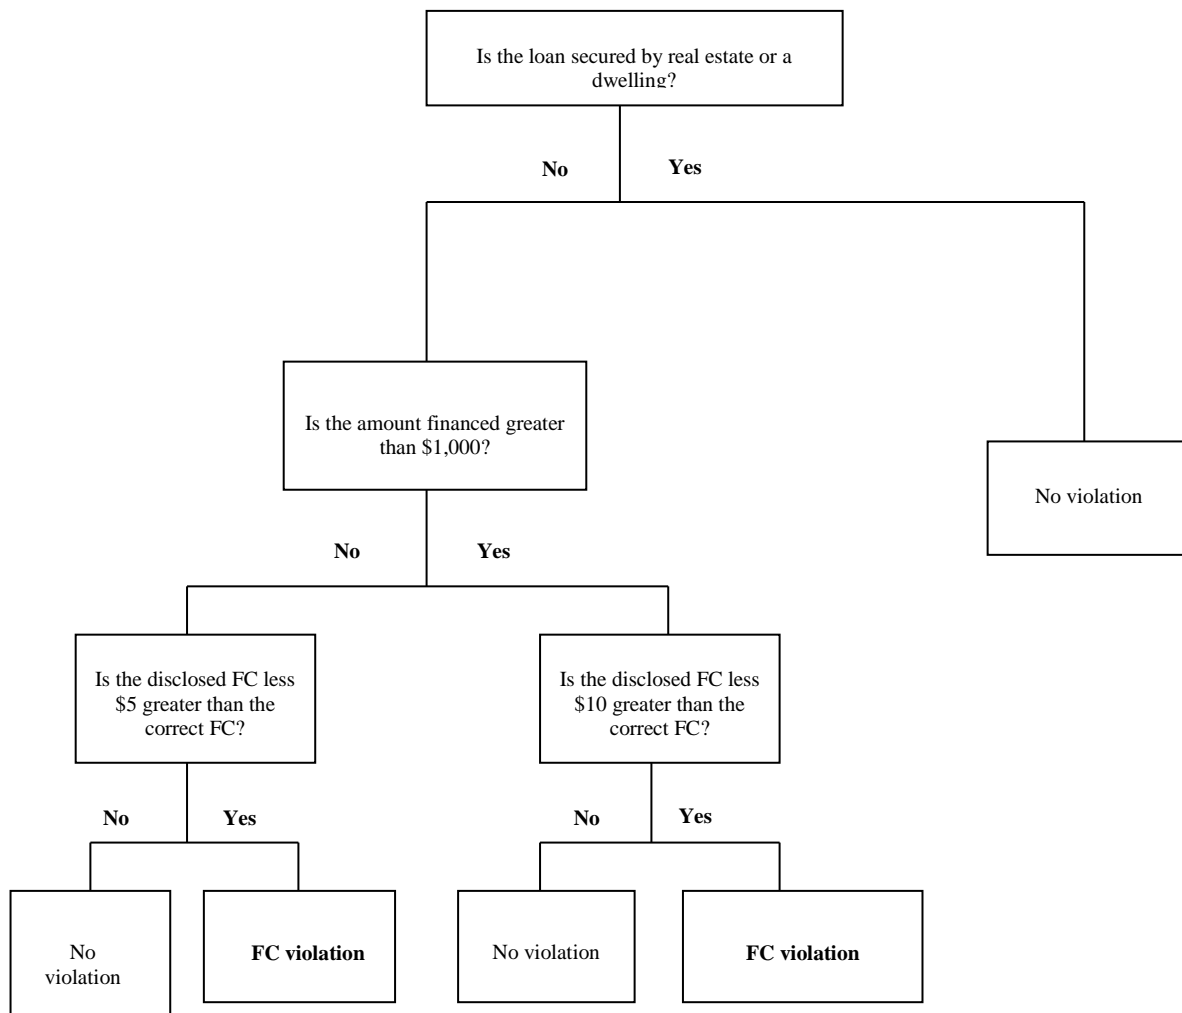 Is the loan secured by real estate or a
dwelling?
No
Yes
Is the amount financed greater
than $1,000?
No violation
No
Yes
Is the disclosed FC less
$5 greater than the
correct FC?
Is the disclosed FC less
$10 greater than the
correct FC?
No
Yes
No
Yes
No
violation
FC violation
No violation
FC violation